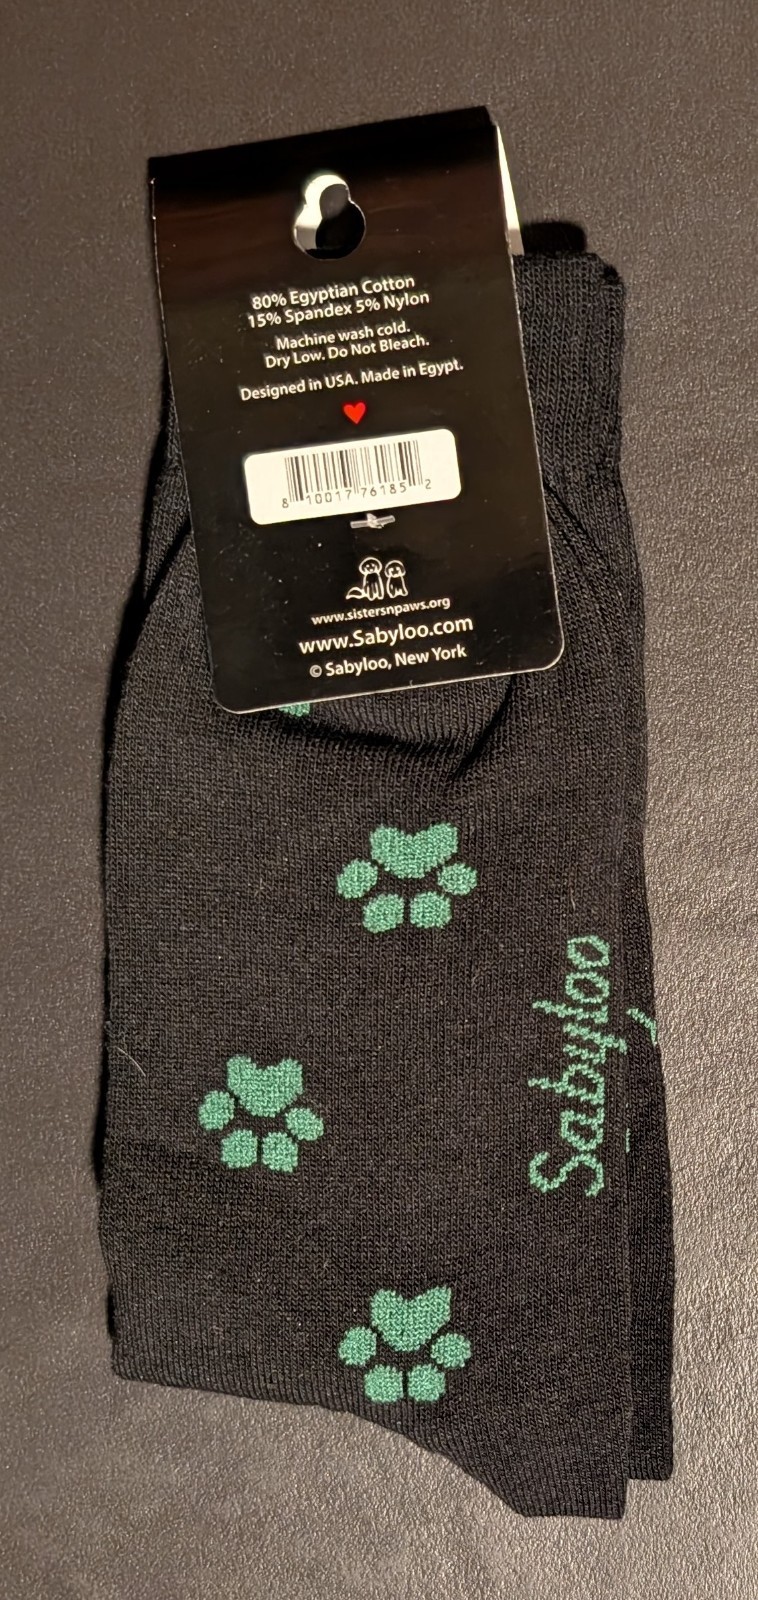 80% Egyptian Cotton
15% Spandex 5% Nylon
Machine wash cold.
Dry Low. Do Not Bleach.
Designed in USA. Made in Egypt.
8 10017 76185 2
www.sistersnpaws.org
www.Sabyloo.com
© Sabyloo, New York
Sabyloo